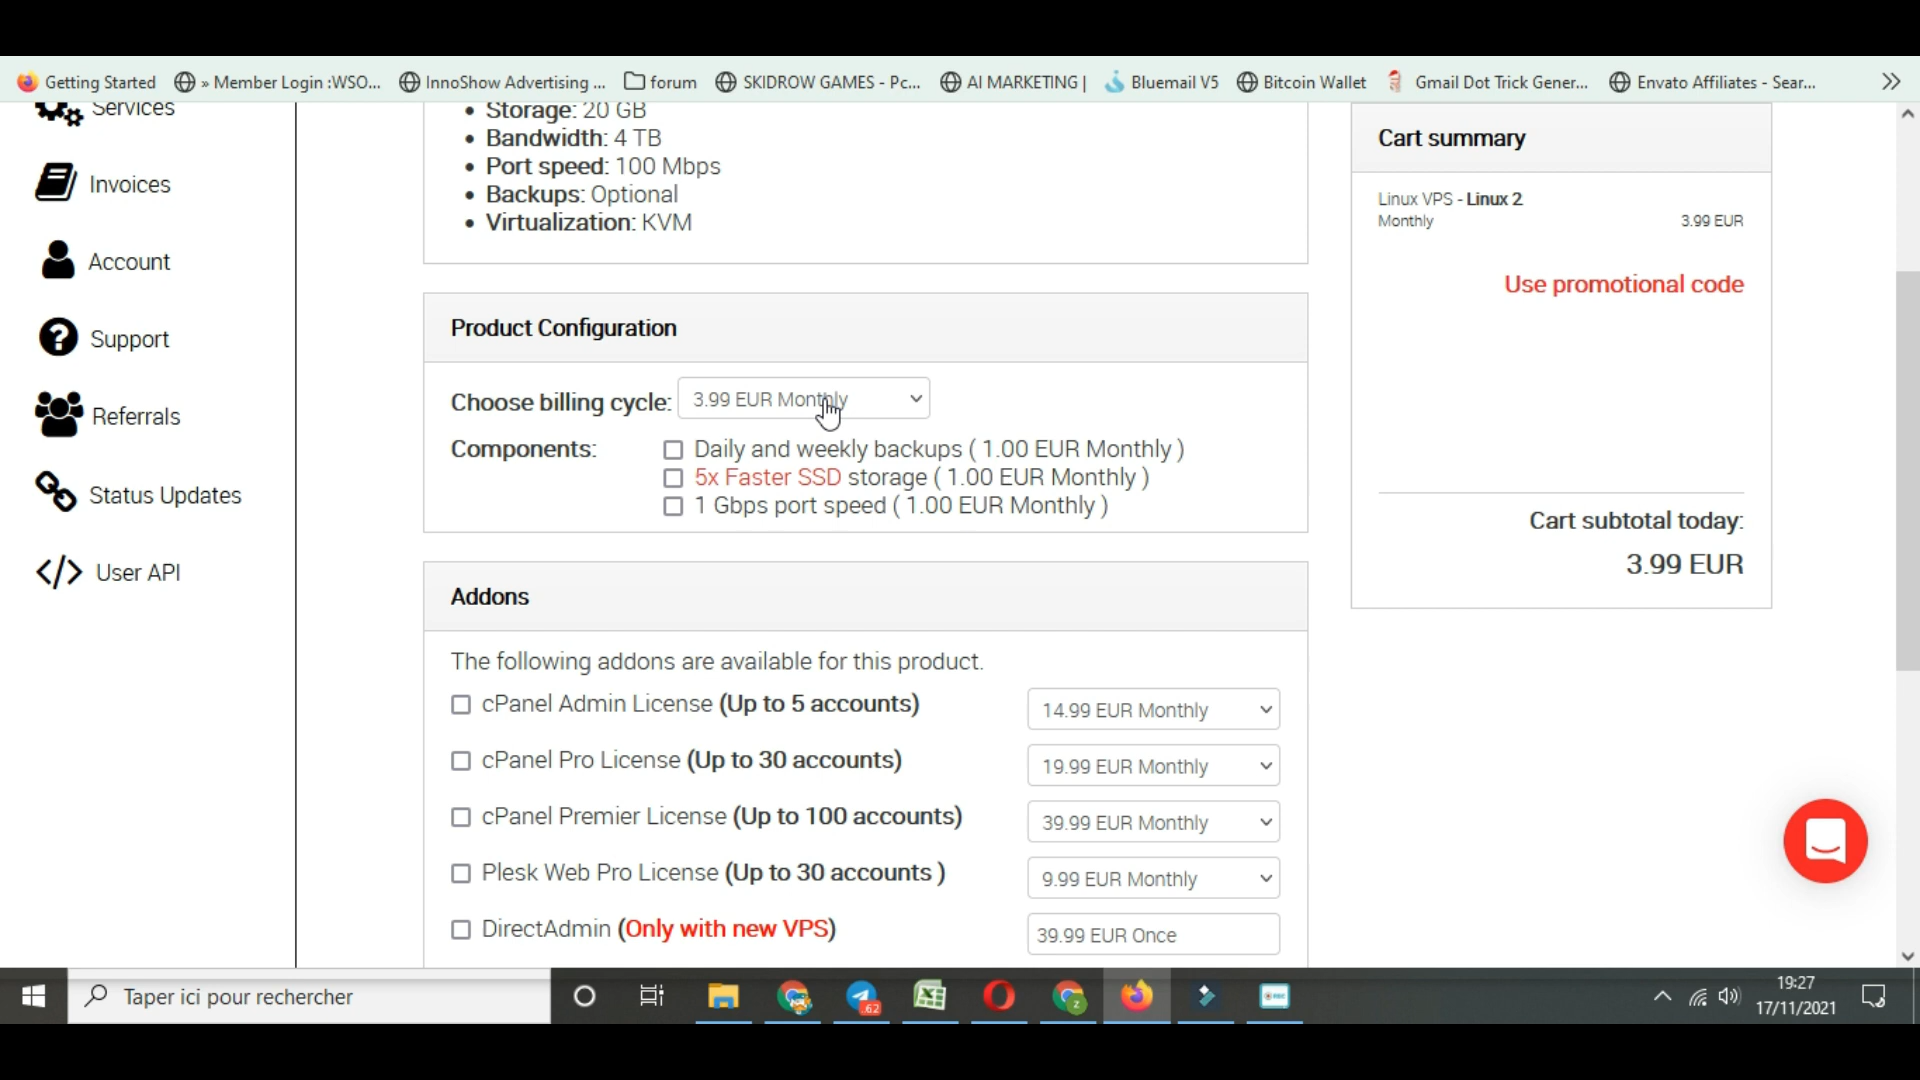 Getting Started
» Member Login :WSO...
InnoShow Advertising ...
forum
SKIDROW GAMES - Pc...
AI MARKETING |
Bluemail V5
Bitcoin Wallet
Gmail Dot Trick Gener...
Envato Affiliates - Sear...
Services
Invoices
Account
Support
Referrals
Status Updates
User API
Storage: 20 GB
Bandwidth: 4 TB
Port speed: 100 Mbps
Backups: Optional
Virtualization: KVM
Product Configuration
Choose billing cycle: 3.99 EUR Monthly
Components:
Daily and weekly backups ( 1.00 EUR Monthly )
5x Faster SSD storage ( 1.00 EUR Monthly )
1 Gbps port speed ( 1.00 EUR Monthly )
Addons
The following addons are available for this product.
cPanel Admin License (Up to 5 accounts) 14.99 EUR Monthly
cPanel Pro License (Up to 30 accounts) 19.99 EUR Monthly
cPanel Premier License (Up to 100 accounts) 39.99 EUR Monthly
Plesk Web Pro License (Up to 30 accounts ) 9.99 EUR Monthly
DirectAdmin (Only with new VPS) 39.99 EUR Once
Cart summary
Linux VPS - Linux 2
Monthly 3.99 EUR
Use promotional code
Cart subtotal today:
3.99 EUR
Taper ici pour rechercher
62
19:27
17/11/2021